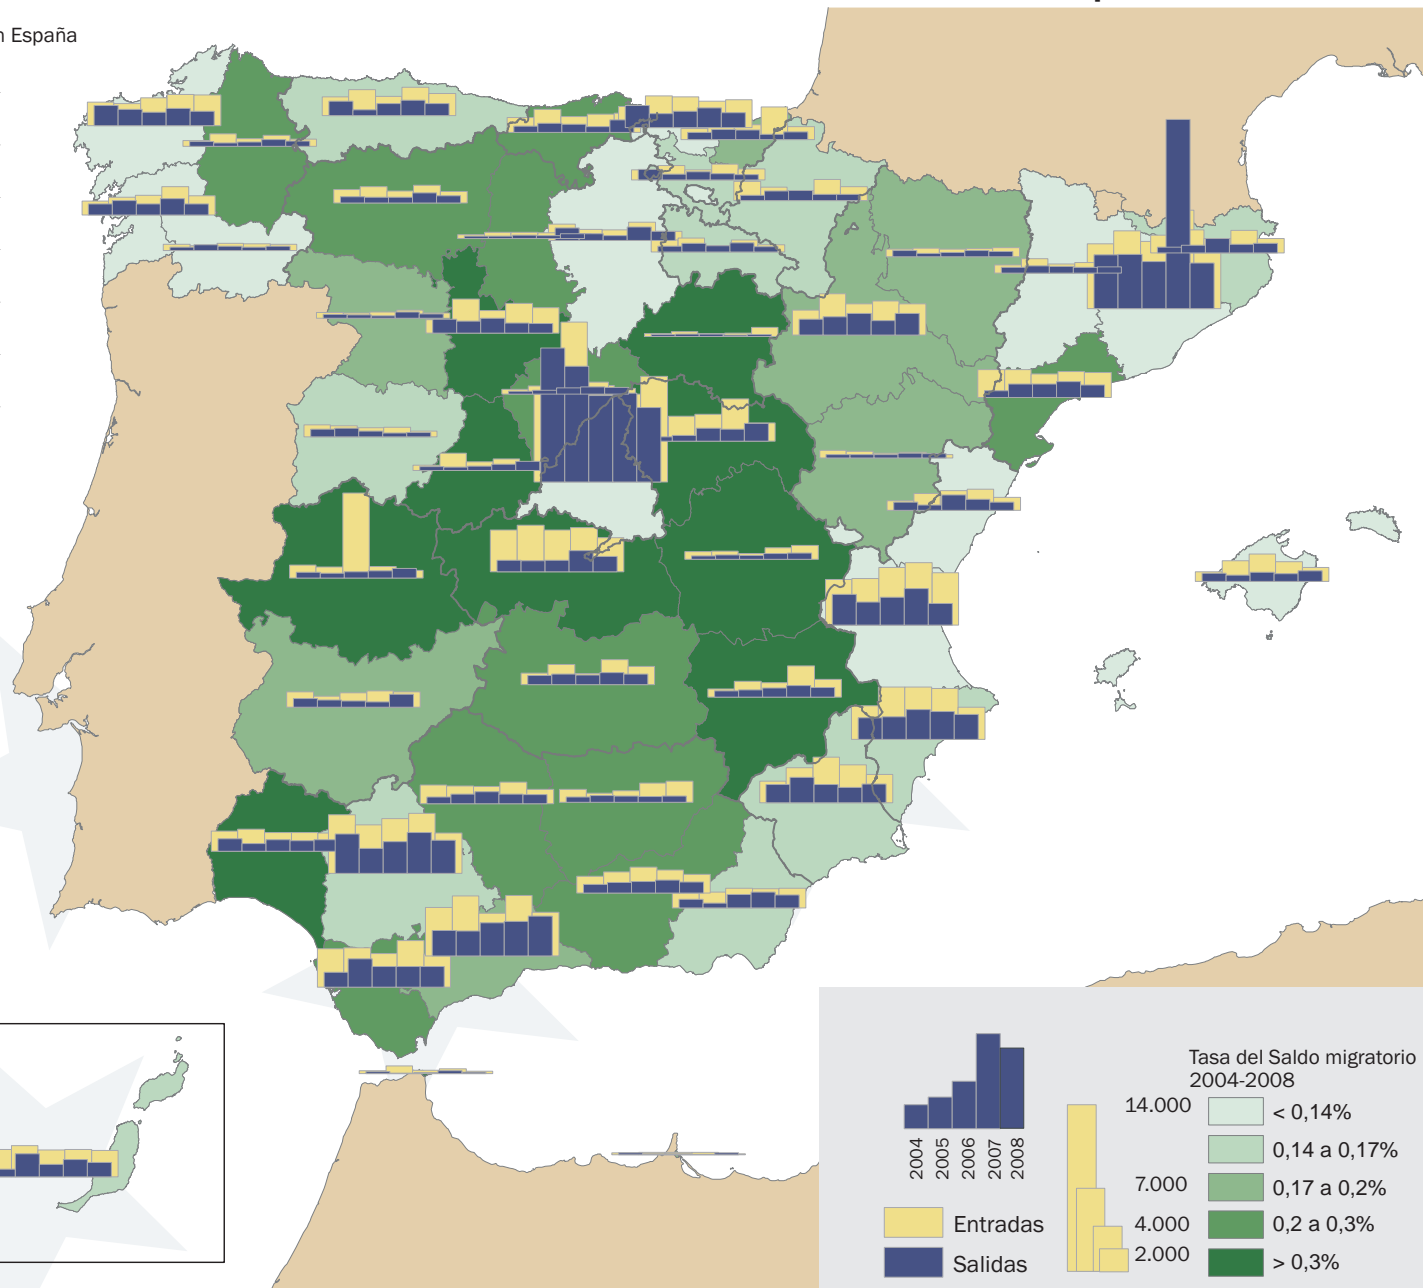 n España
2004
2005
2006
2007
2008
Entradas
Salidas
14.000
7.000
4.000
2.000
Tasa del Saldo migratorio
2004-2008
< 0,14%
0,14 a 0,17%
0,17 a 0,2%
0,2 a 0,3%
> 0,3%